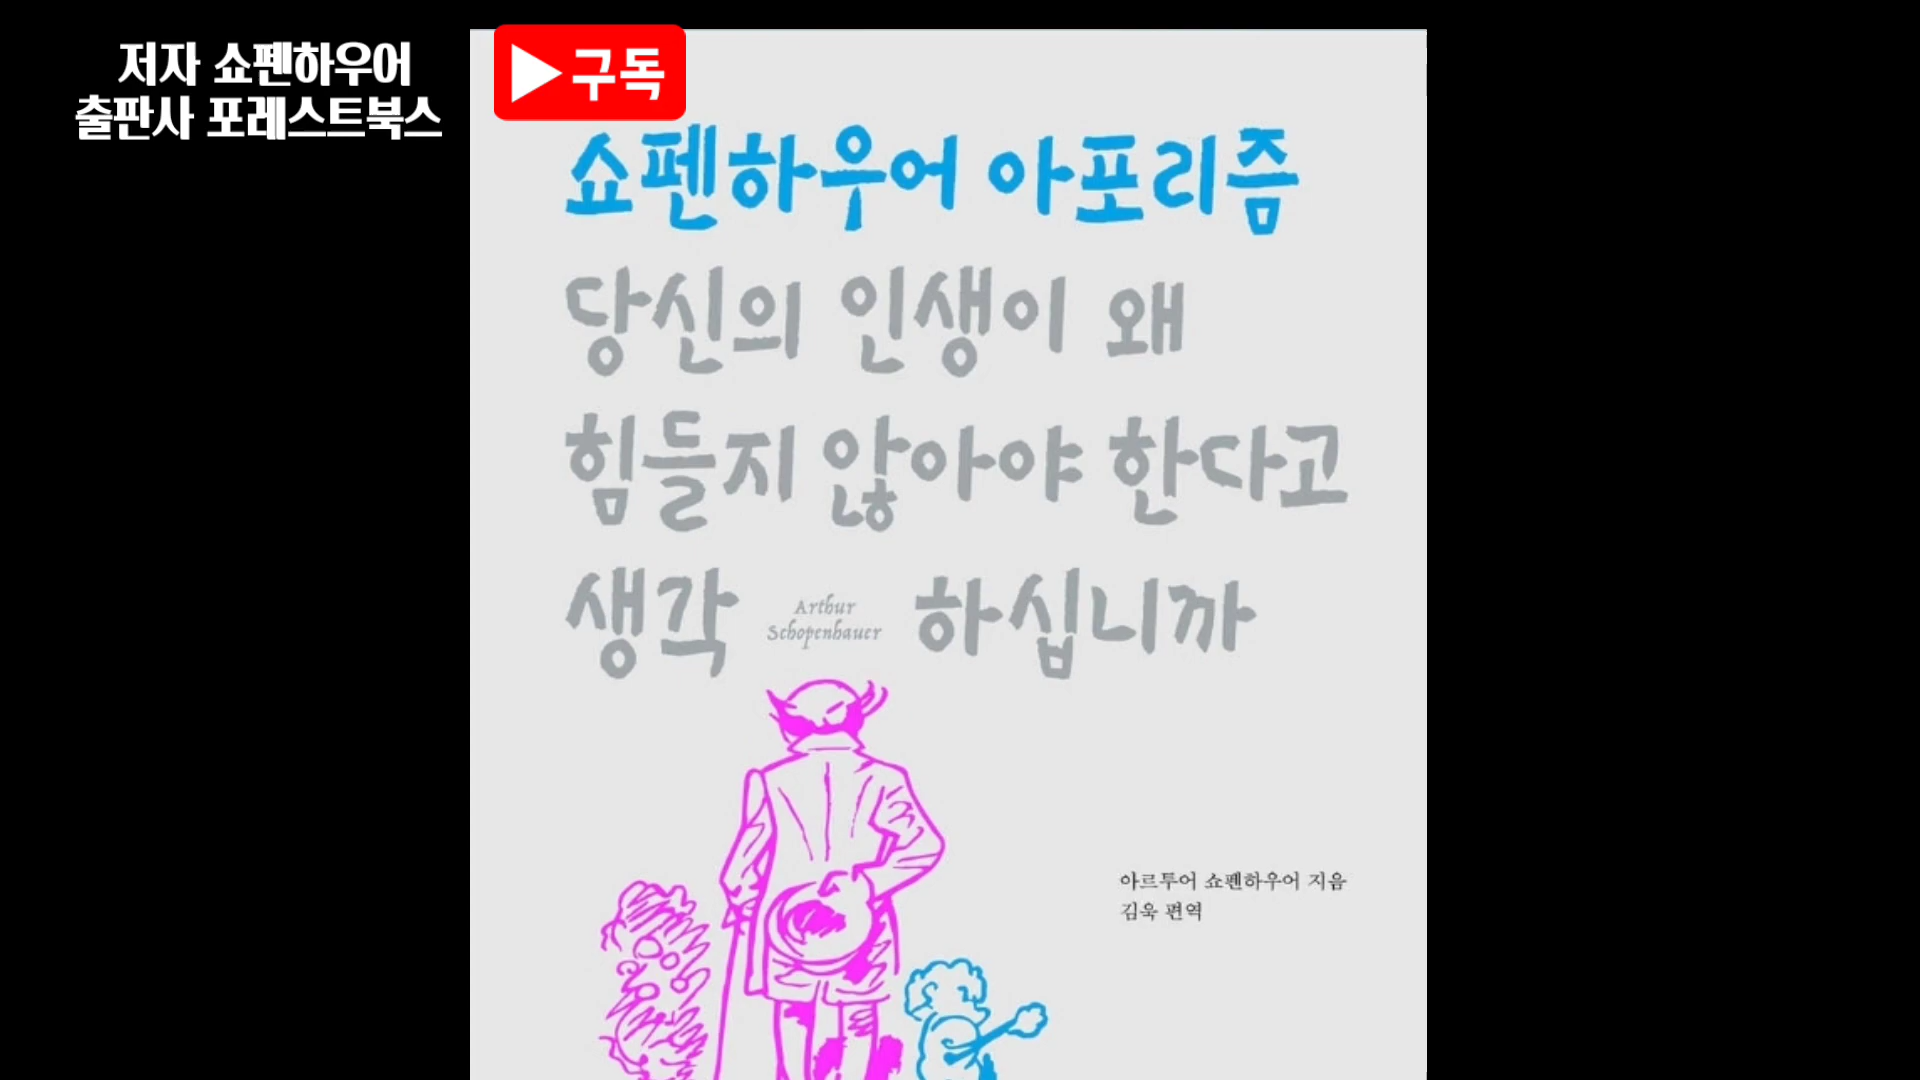 저자 쇼펜하우어
출판사 포레스트북스
구독
쇼펜하우어 아포리즘
당신의 인생이 왜
힘들지 않아야 한다고
생각 하십니까
Arthur
Schopenhauer
아르투어 쇼펜하우어 지음
김욱 편역